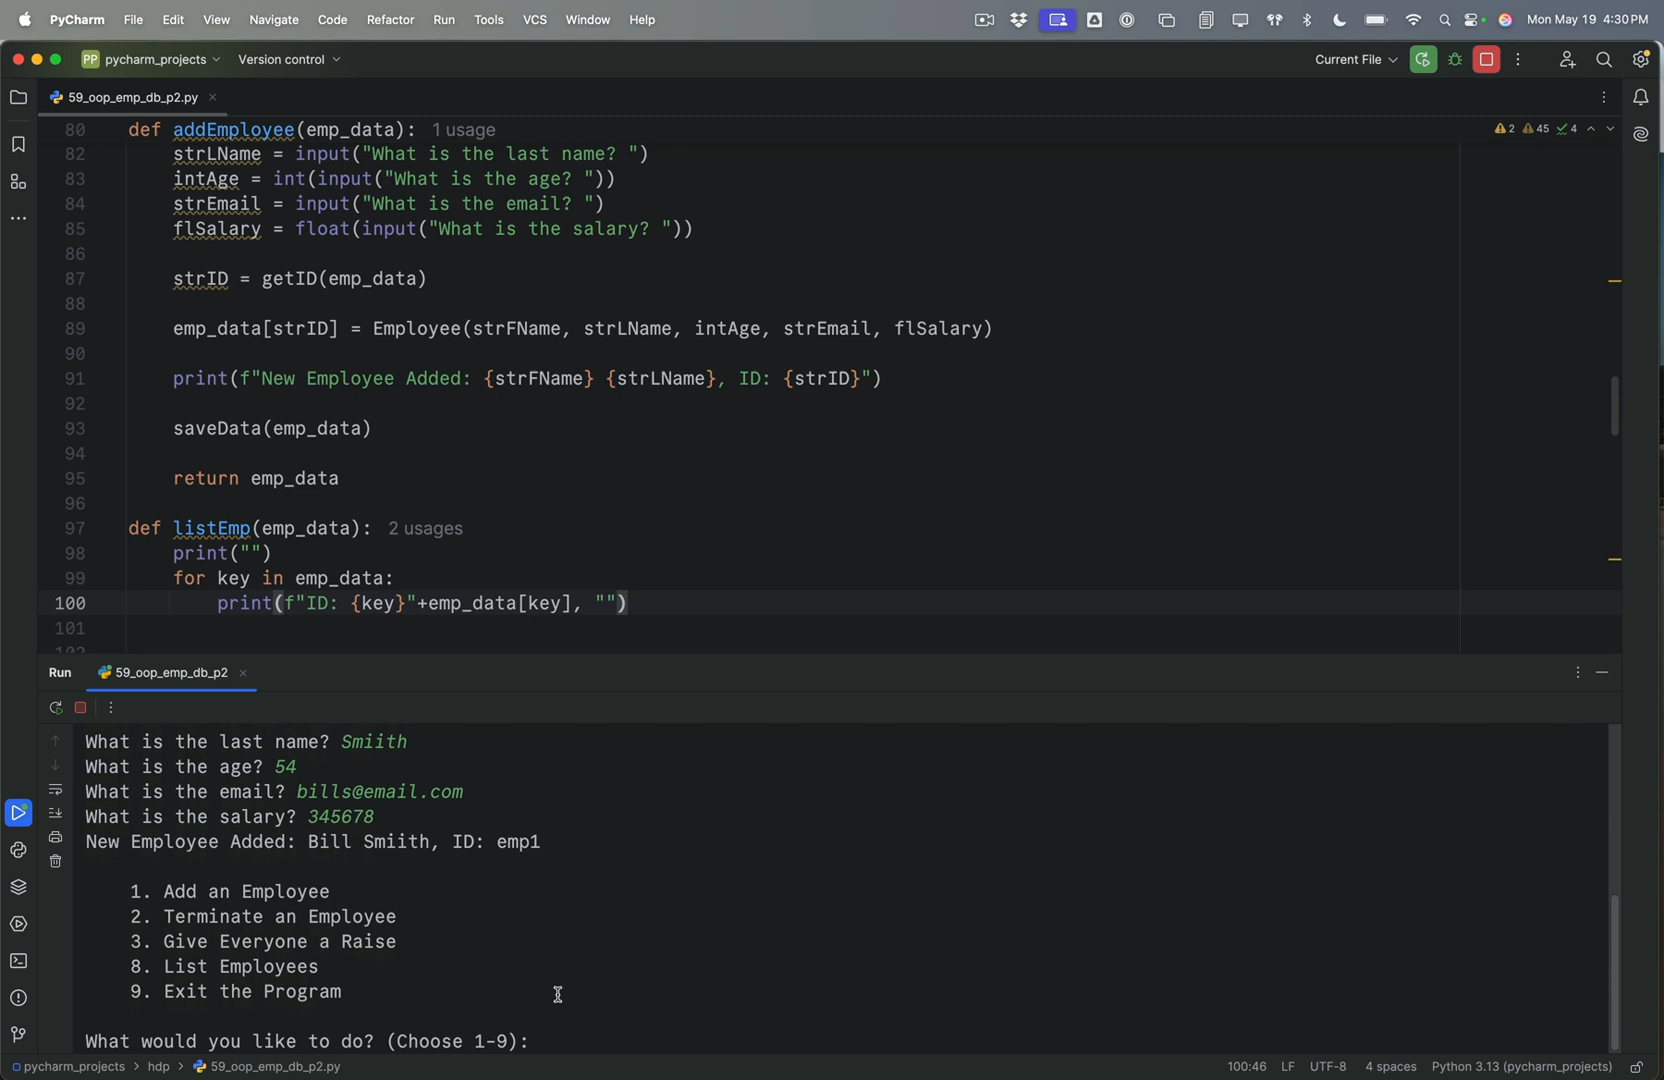 PyCharm File Edit View Navigate Code Refactor Run Tools VCS Window Help Mon May 19 4:30 PM
PP pycharm_projects Version control Current File
59_oop_emp_db_p2.py
80 def addEmployee(emp_data): 1 usage 2 45 4
82 strLName = input("What is the last name? ")
83 intAge = int(input("What is the age? "))
84 strEmail = input("What is the email? ")
85 flSalary = float(input("What is the salary? "))
86
87 strID = getID(emp_data)
88
89 emp_data[strID] = Employee(strFName, strLName, intAge, strEmail, flSalary)
90
91 print(f"New Employee Added: {strFName} {strLName}, ID: {strID}")
92
93 saveData(emp_data)
94
95 return emp_data
96
97 def listEmp(emp_data): 2 usages
98 print("")
99 for key in emp_data:
100 print(f"ID: {key}"+emp_data[key], "")
101
102
Run 59_oop_emp_db_p2
What is the last name? Smiith
What is the age? 54
What is the email? bills@email.com
What is the salary? 345678
New Employee Added: Bill Smiith, ID: emp1
1. Add an Employee
2. Terminate an Employee
3. Give Everyone a Raise
8. List Employees
9. Exit the Program
What would you like to do? (Choose 1-9):
pycharm_projects > hdp > 59_oop_emp_db_p2.py 100:46 LF UTF-8 4 spaces Python 3.13 (pycharm_projects)